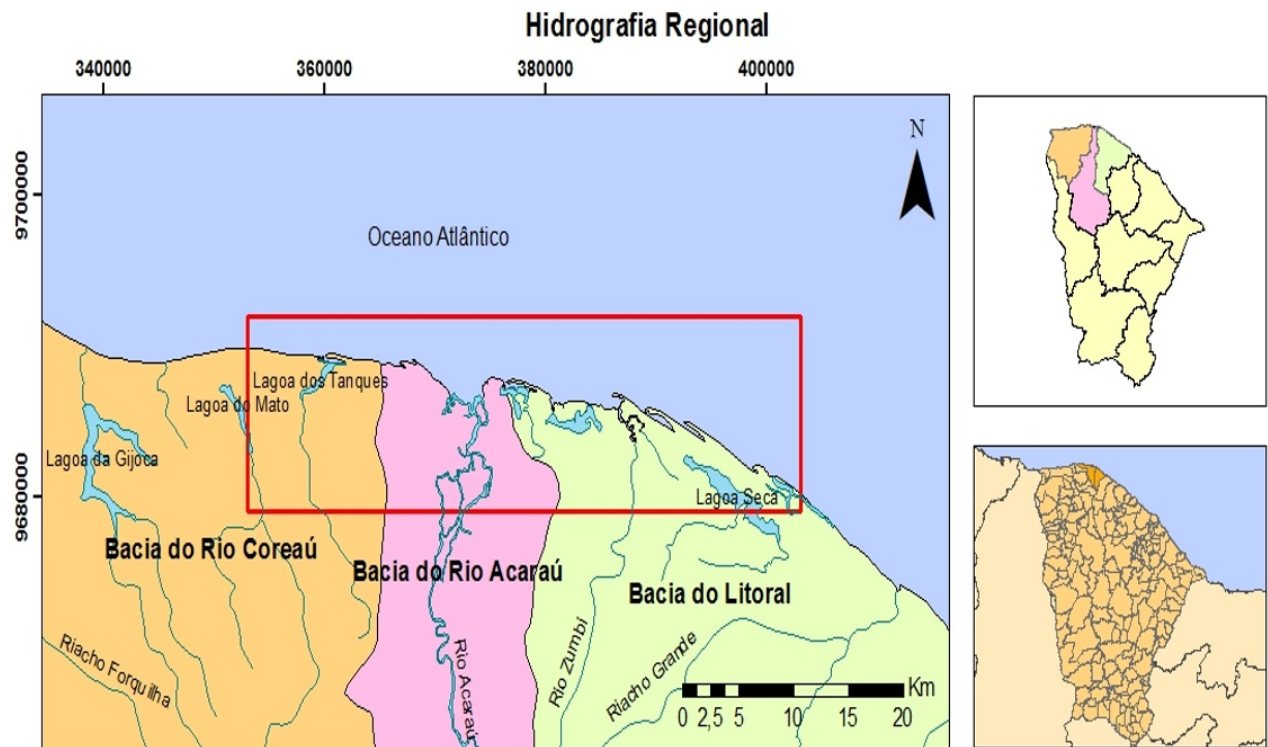 Hidrografia Regional
340000 360000 380000 400000
9700000
N
Oceano Atlântico
Lagoa dos Tanques
Lagoa do Mato
Lagoa da Gijoca
9680000
Lagoa Seca
Bacia do Rio Coreaú
Bacia do Rio Acaraú
Bacia do Litoral
Riacho Forquilha
Rio Acaraú
Rio Zumbi
Riacho Grande
Km
0 2,5 5 10 15 20